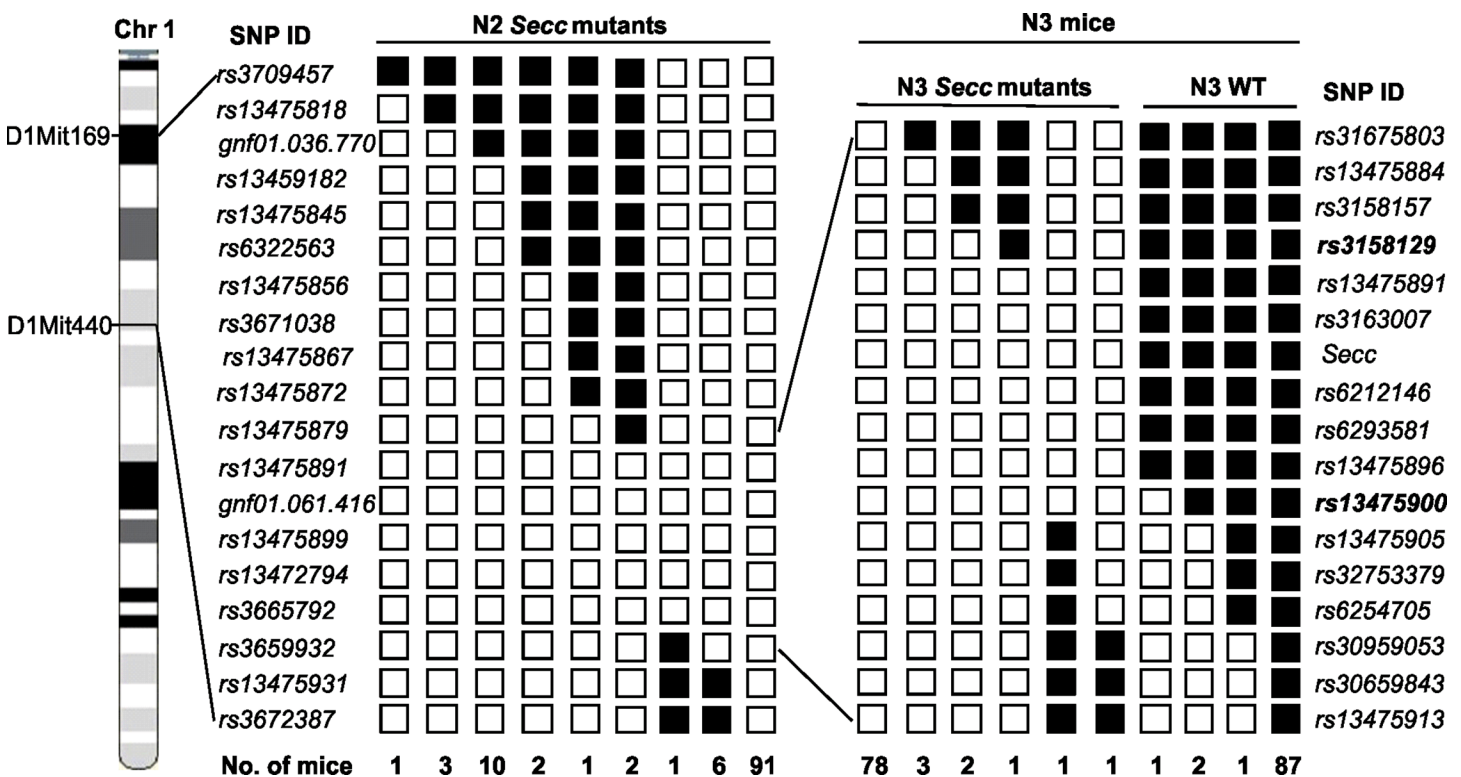 Chr 1
SNP ID
N2 Secc mutants
N3 mice
N3 Secc mutants
N3 WT
SNP ID
D1Mit169
D1Mit440
rs3709457
rs13475818
gnf01.036.770
rs13459182
rs13475845
rs6322563
rs13475856
rs3671038
rs13475867
rs13475872
rs13475879
rs13475891
gnf01.061.416
rs13475899
rs13472794
rs3665792
rs3659932
rs13475931
rs3672387
rs31675803
rs13475884
rs3158157
rs3158129
rs13475891
rs3163007
Secc
rs6212146
rs6293581
rs13475896
rs13475900
rs13475905
rs32753379
rs6254705
rs30959053
rs30659843
rs13475913
No. of mice 1 3 10 2 1 2 1 6 91 78 3 2 1 1 1 1 2 1 87